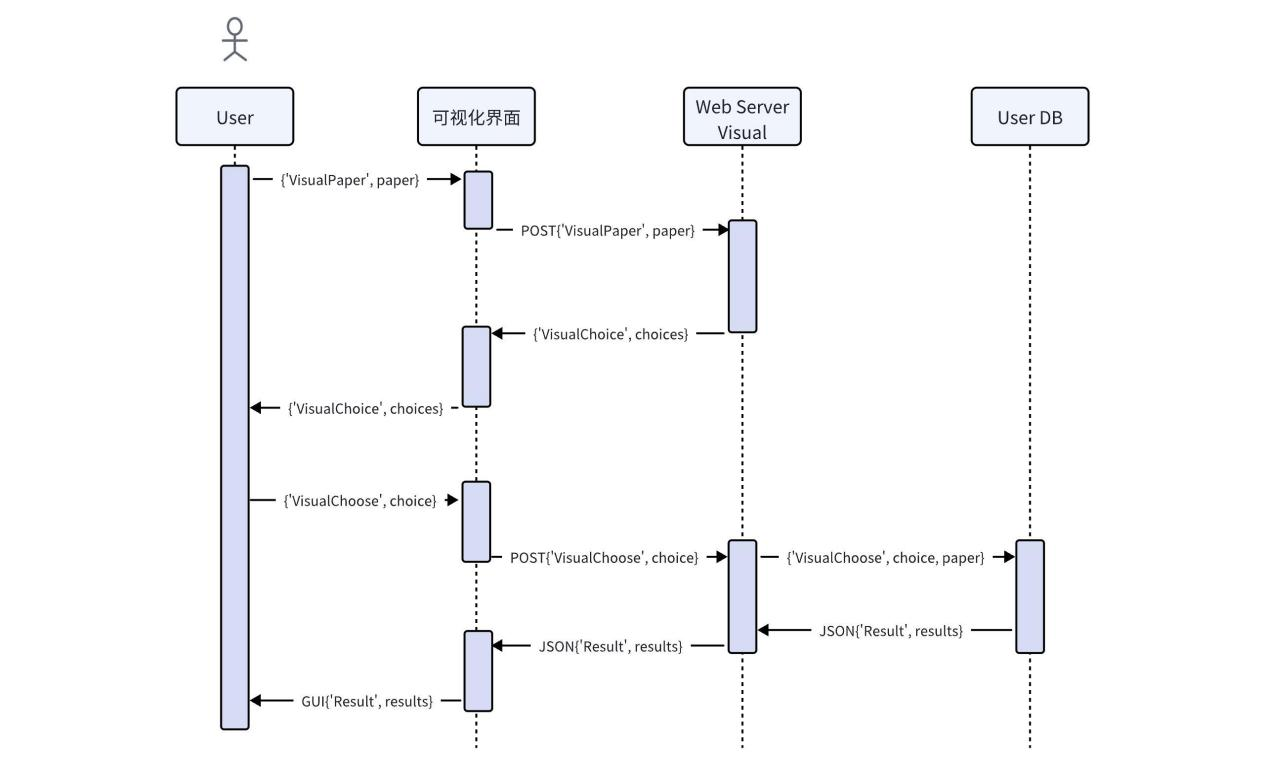 User
可视化界面
Web Server
Visual
User DB
{'VisualPaper', paper}
POST{'VisualPaper', paper}
{'VisualChoice', choices}
{'VisualChoice', choices}
{'VisualChoose', choice}
POST{'VisualChoose', choice}
{'VisualChoose', choice, paper}
JSON{'Result', results}
JSON{'Result', results}
GUI{'Result', results}